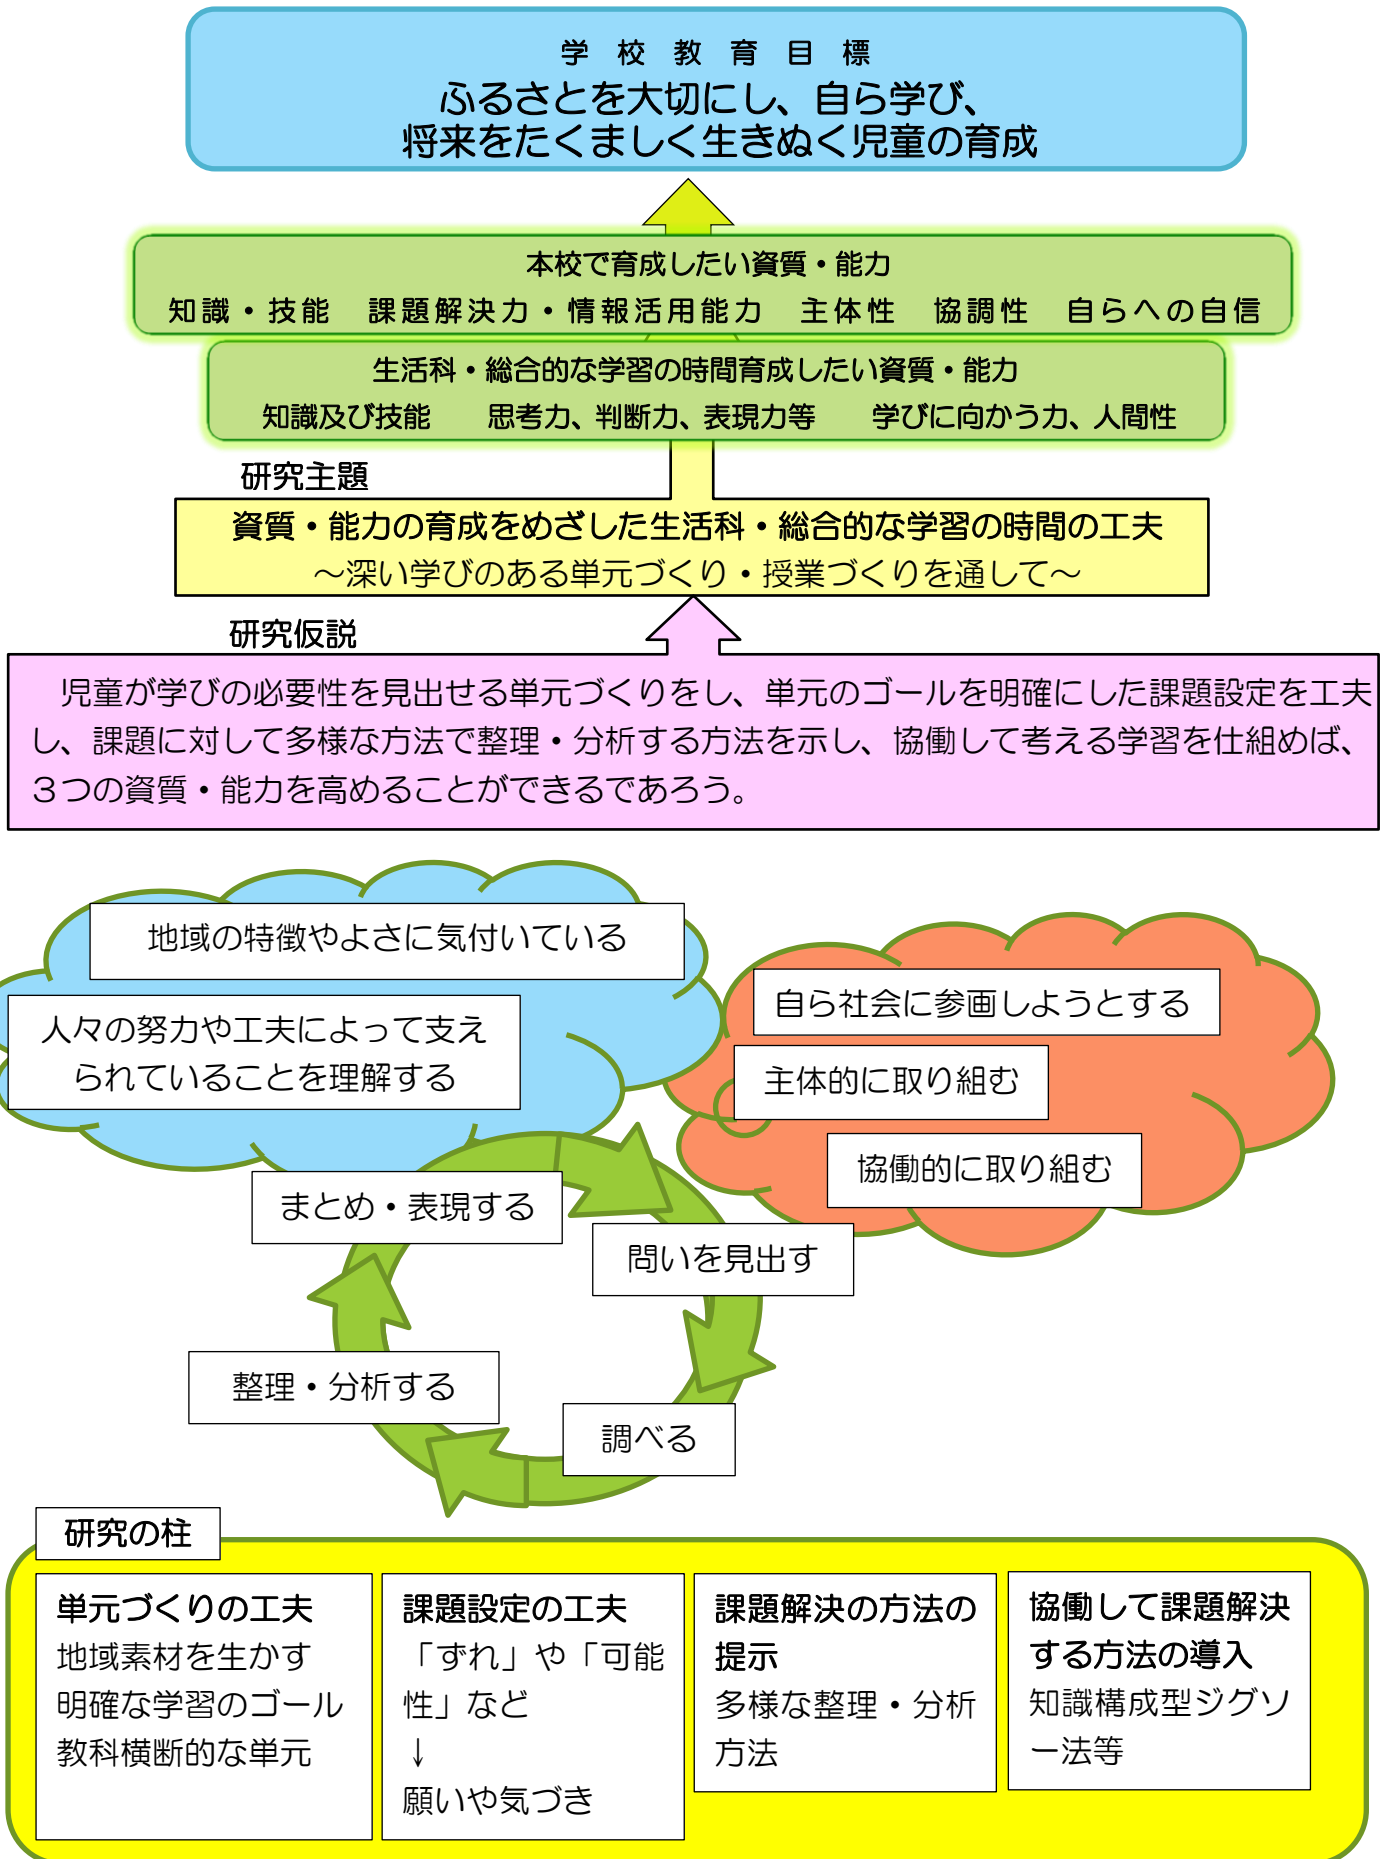 学校教育目標
ふるさとを大切にし、自ら学び、
将来をたくましく生きぬく児童の育成
本校で育成したい資質・能力
知識・技能　課題解決力・情報活用能力　主体性　協調性　自らへの自信
生活科・総合的な学習の時間育成したい資質・能力
知識及び技能　思考力、判断力、表現力等　学びに向かう力、人間性
研究主題
資質・能力の育成をめざした生活科・総合的な学習の時間の工夫
～深い学びのある単元づくり・授業づくりを通して～
研究仮説
児童が学びの必要性を見出せる単元づくりをし、単元のゴールを明確にした課題設定を工夫
し、課題に対して多様な方法で整理・分析する方法を示し、協働して考える学習を仕組めば、
３つの資質・能力を高めることができるであろう。
地域の特徴やよさに気付いている
人々の努力や工夫によって支え
られていることを理解する
自ら社会に参画しようとする
主体的に取り組む
協働的に取り組む
まとめ・表現する
問いを見出す
整理・分析する
調べる
研究の柱
単元づくりの工夫
地域素材を生かす
明確な学習のゴール
教科横断的な単元
課題設定の工夫
「ずれ」や「可能
性」など
↓
願いや気づき
課題解決の方法の
提示
多様な整理・分析
方法
協働して課題解決
する方法の導入
知識構成型ジグソ
ー法等